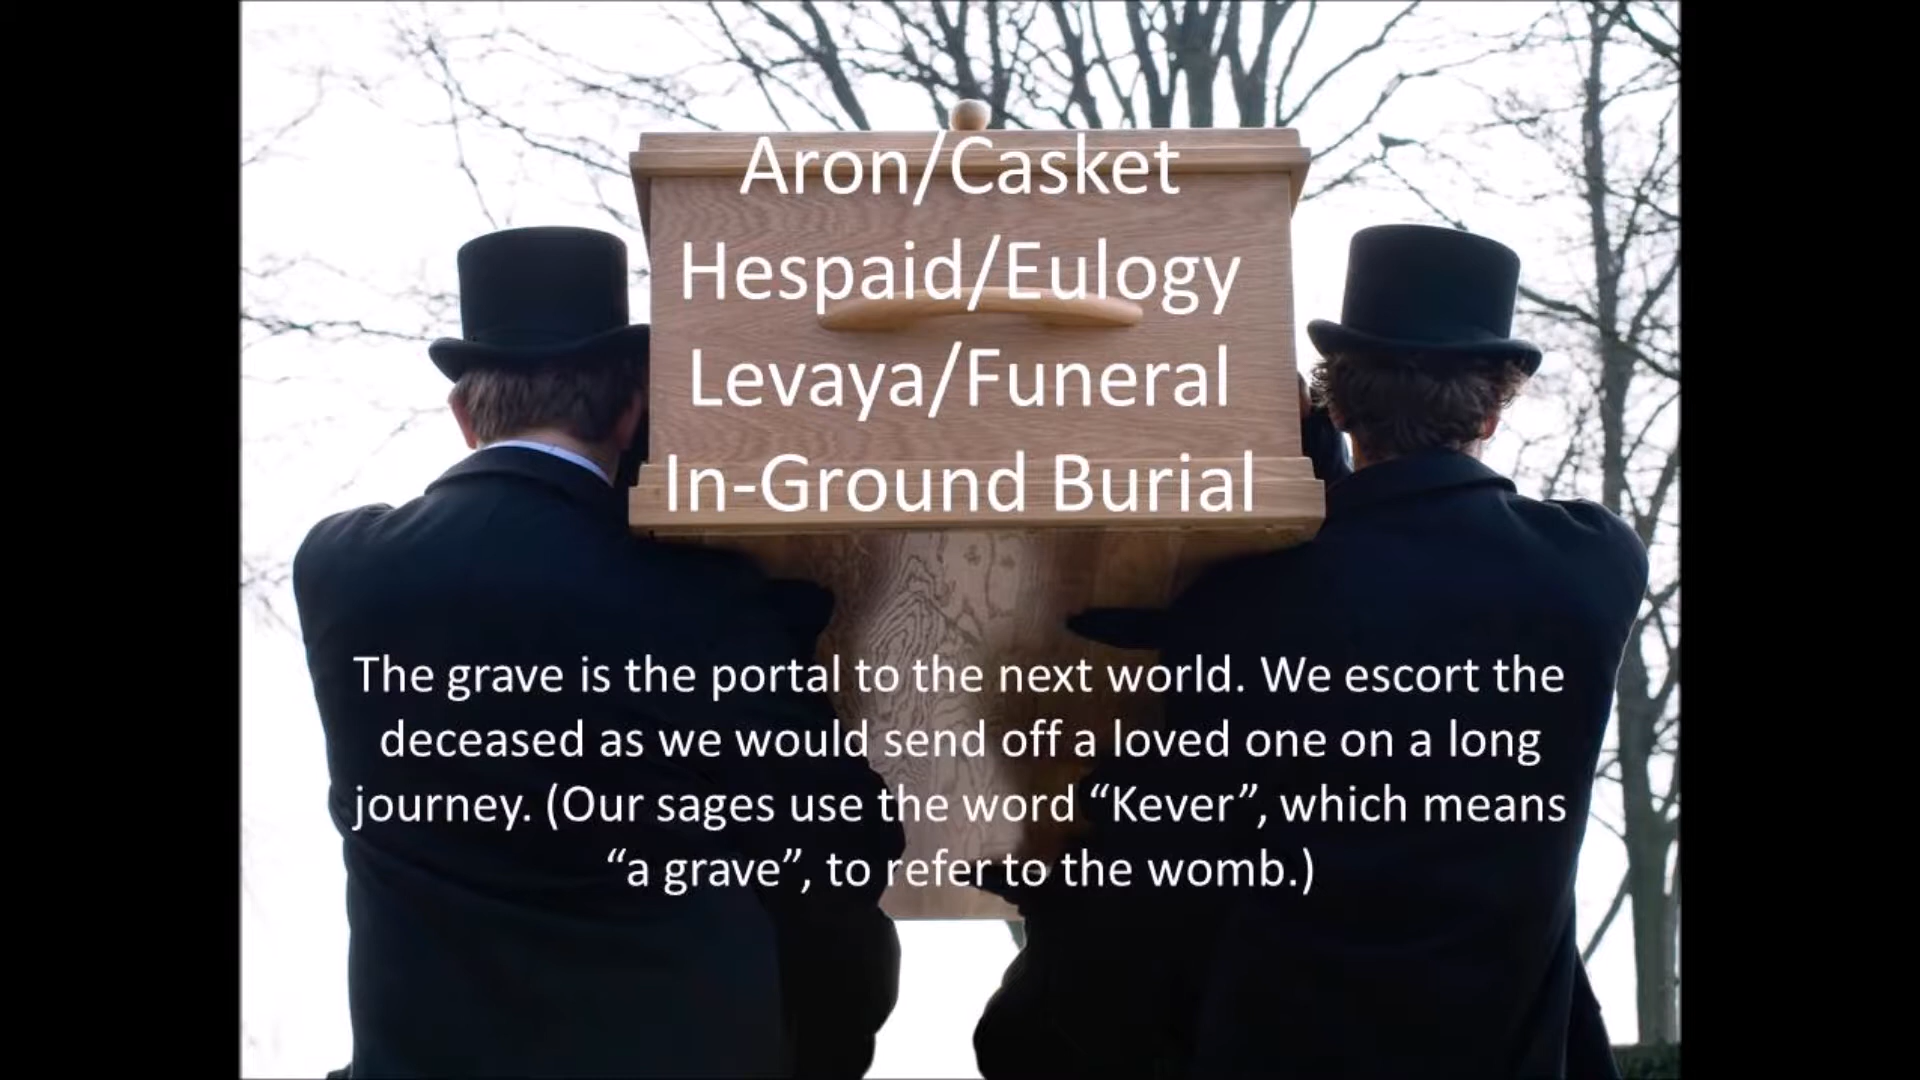 Aron/Casket
Hespaid/Eulogy
Levaya/Funeral
In-Ground Burial
The grave is the portal to the next world. We escort the
deceased as we would send off a loved one on a long
journey. (Our sages use the word “Kever”, which means
“a grave”, to refer to the womb.)